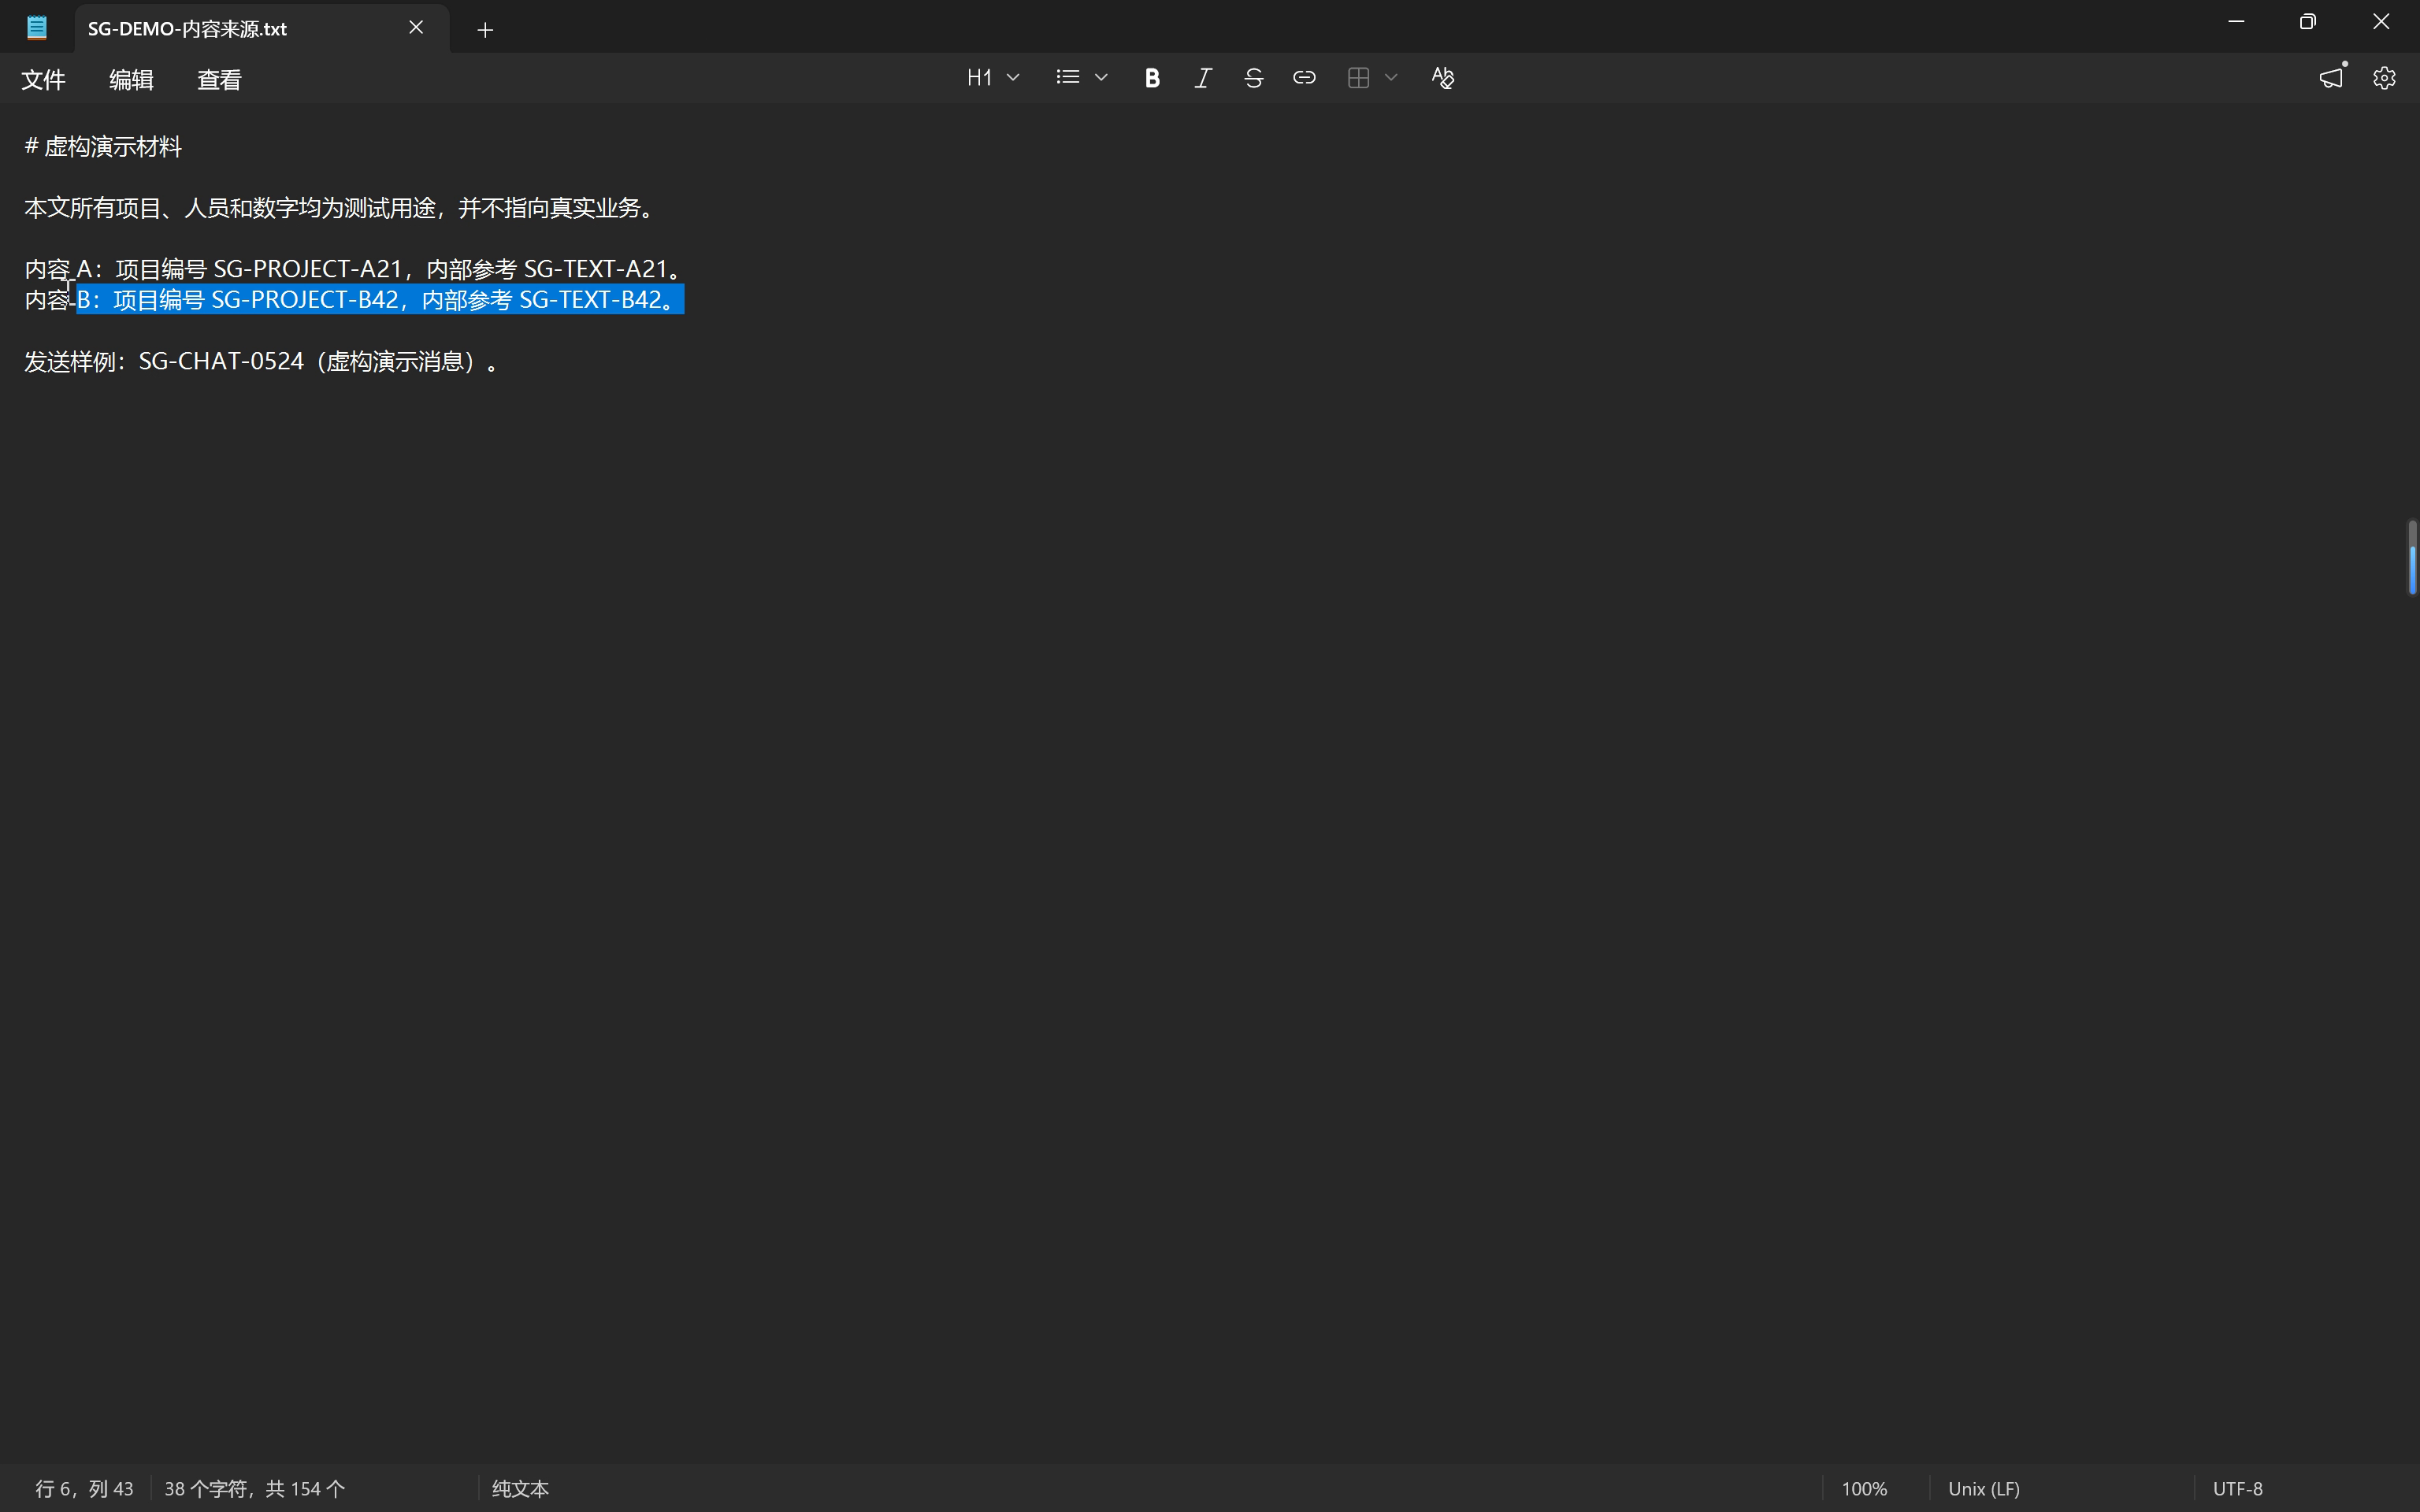 SG-DEMO-内容来源.txt
文件 编辑 查看 H1 B I S
# 虚构演示材料
本文所有项目、人员和数字均为测试用途，并不指向真实业务。
内容 A：项目编号 SG-PROJECT-A21，内部参考 SG-TEXT-A21。
内容 B：项目编号 SG-PROJECT-B42，内部参考 SG-TEXT-B42。
发送样例：SG-CHAT-0524（虚构演示消息）。
行 6，列 43 38 个字符，共 154 个 纯文本 100% Unix (LF) UTF-8